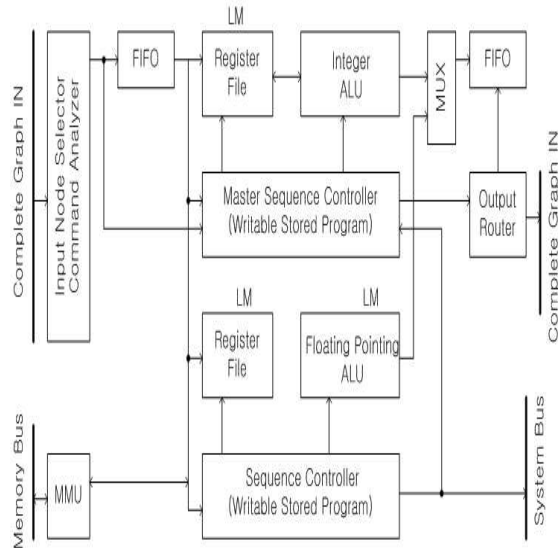 Complete Graph IN
Input Node Selector
Command Analyzer
FIFO
LM
Register
File
Integer
ALU
MUX
FIFO
Master Sequence Controller
(Writable Stored Program)
Output
Router
Complete Graph IN
LM
Register
File
LM
Floating Pointing
ALU
Memory Bus
MMU
Sequence Controller
(Writable Stored Program)
System Bus